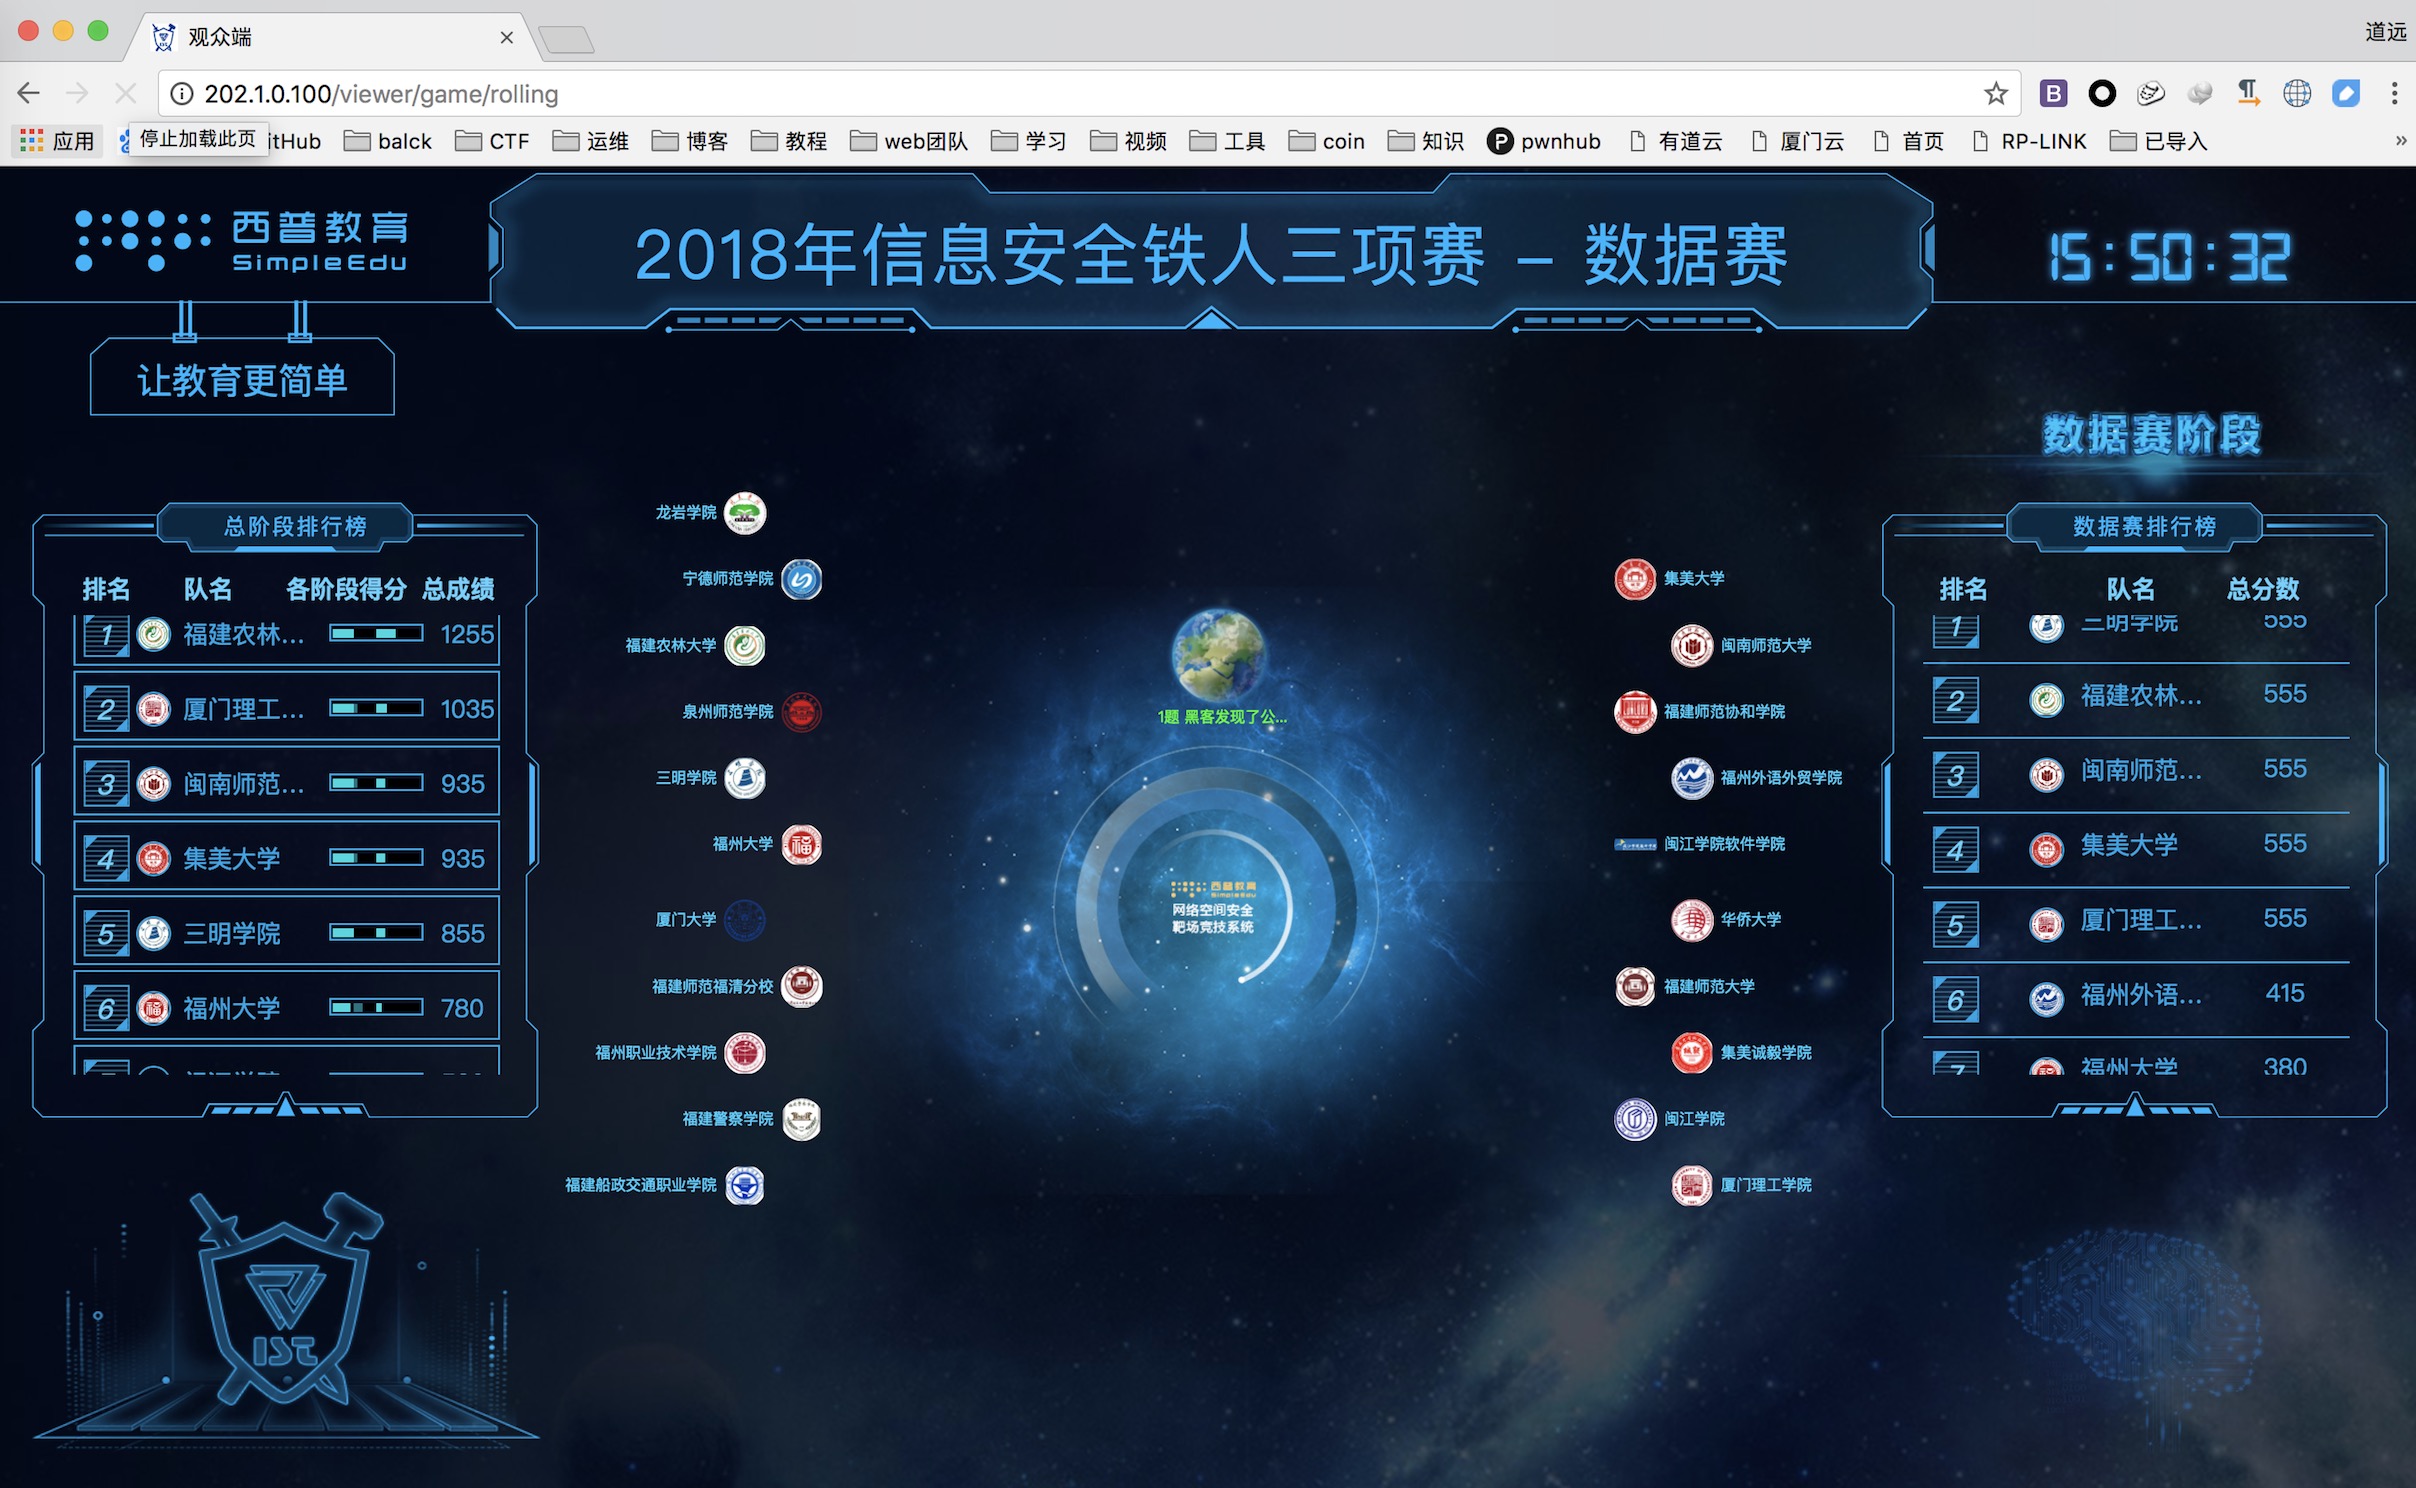 观众端
道远
202.1.0.100/viewer/game/rolling
应用
停止加载此页
itHub
balck
CTF
运维
博客
教程
web团队
学习
视频
工具
coin
知识
pwnhub
有道云
厦门云
首页
RP-LINK
已导入
西普教育
SimpleEdu
2018年信息安全铁人三项赛 – 数据赛
15:50:32
让教育更简单
数据赛阶段
总阶段排行榜
排名 队名 各阶段得分 总成绩
1 福建农林... 1255
2 厦门理工... 1035
3 闽南师范... 935
4 集美大学 935
5 三明学院 855
6 福州大学 780
龙岩学院
宁德师范学院
福建农林大学
泉州师范学院
三明学院
福州大学
厦门大学
福建师范福清分校
福州职业技术学院
福建警察学院
福建船政交通职业学院
1题 黑客发现了公...
西普教育
SimpleEdu
网络空间安全
靶场竞技系统
集美大学
闽南师范大学
福建师范协和学院
福州外语外贸学院
闽江学院软件学院
华侨大学
福建师范大学
集美诚毅学院
闽江学院
厦门理工学院
数据赛排行榜
排名 队名 总分数
1 三明学院 555
2 福建农林... 555
3 闽南师范... 555
4 集美大学 555
5 厦门理工... 555
6 福州外语... 415
7 福州大学 380
IST